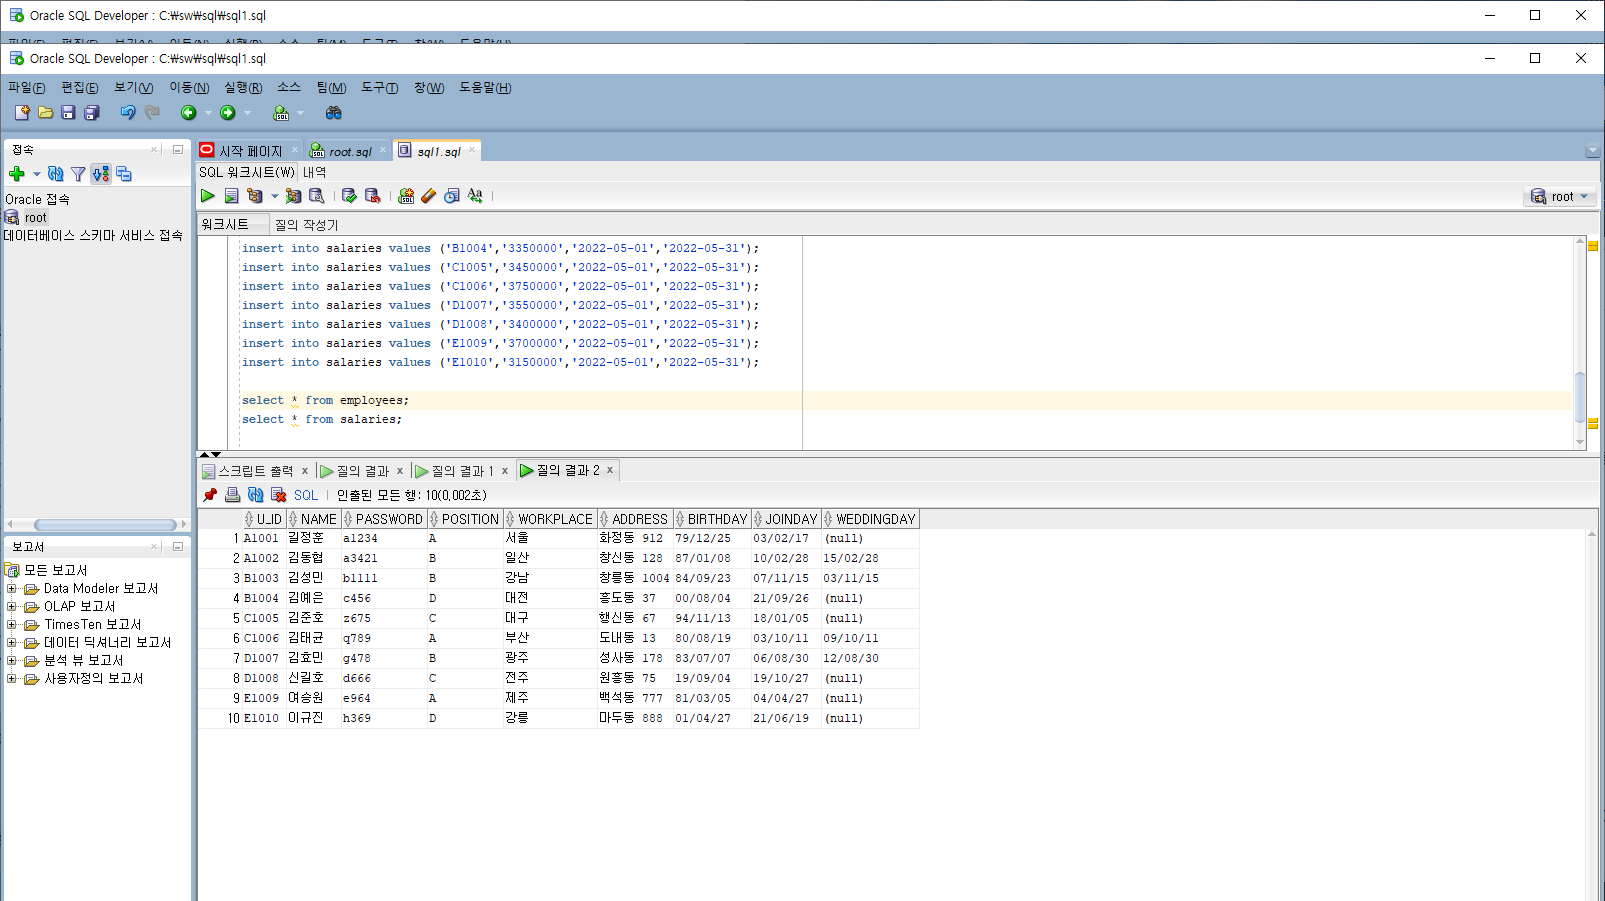 Oracle SQL Developer : C:₩sw₩sql₩sql1.sql
파일(F) 편집(E) 보기(V) 이동(N) 실행(R) 소스 팀(M) 도구(T) 창(W) 도움말(H)
Oracle SQL Developer : C:₩sw₩sql₩sql1.sql
파일(F) 편집(E) 보기(V) 이동(N) 실행(R) 소스 팀(M) 도구(T) 창(W) 도움말(H)
접속
Oracle 접속
root
데이터베이스 스키마 서비스 접속
보고서
모든 보고서
Data Modeler 보고서
OLAP 보고서
TimesTen 보고서
데이터 딕셔너리 보고서
분석 뷰 보고서
사용자정의 보고서
시작 페이지 root.sql sql1.sql
SQL 워크시트(W) 내역
root
워크시트 질의 작성기
insert into salaries values ('B1004','3350000','2022-05-01','2022-05-31');
insert into salaries values ('C1005','3450000','2022-05-01','2022-05-31');
insert into salaries values ('C1006','3750000','2022-05-01','2022-05-31');
insert into salaries values ('D1007','3550000','2022-05-01','2022-05-31');
insert into salaries values ('D1008','3400000','2022-05-01','2022-05-31');
insert into salaries values ('E1009','3700000','2022-05-01','2022-05-31');
insert into salaries values ('E1010','3150000','2022-05-01','2022-05-31');
select * from employees;
select * from salaries;
스크립트 출력 x 질의 결과 x 질의 결과 1 x 질의 결과 2 x
SQL 인출된 모든 행: 10(0,002초)
U_ID NAME PASSWORD POSITION WORKPLACE ADDRESS BIRTHDAY JOINDAY WEDDINGDAY
1 A1001 길정훈 a1234 A 서울 화정동 912 79/12/25 03/02/17 (null)
2 A1002 김동협 a3421 B 일산 창신동 128 87/01/08 10/02/28 15/02/28
3 B1003 김성민 b1111 B 강남 창릉동 1004 84/09/23 07/11/15 03/11/15
4 B1004 김예은 c456 D 대전 흥도동 37 00/08/04 21/09/26 (null)
5 C1005 김준호 z675 C 대구 행신동 67 94/11/13 18/01/05 (null)
6 C1006 김태균 q789 A 부산 도내동 13 80/08/19 03/10/11 09/10/11
7 D1007 김효민 g478 B 광주 성사동 178 83/07/07 06/08/30 12/08/30
8 D1008 신길호 d666 C 전주 원흥동 75 19/09/04 19/10/27 (null)
9 E1009 여승원 e964 A 제주 백석동 777 81/03/05 04/04/27 (null)
10 E1010 이규진 h369 D 강릉 마두동 888 01/04/27 21/06/19 (null)